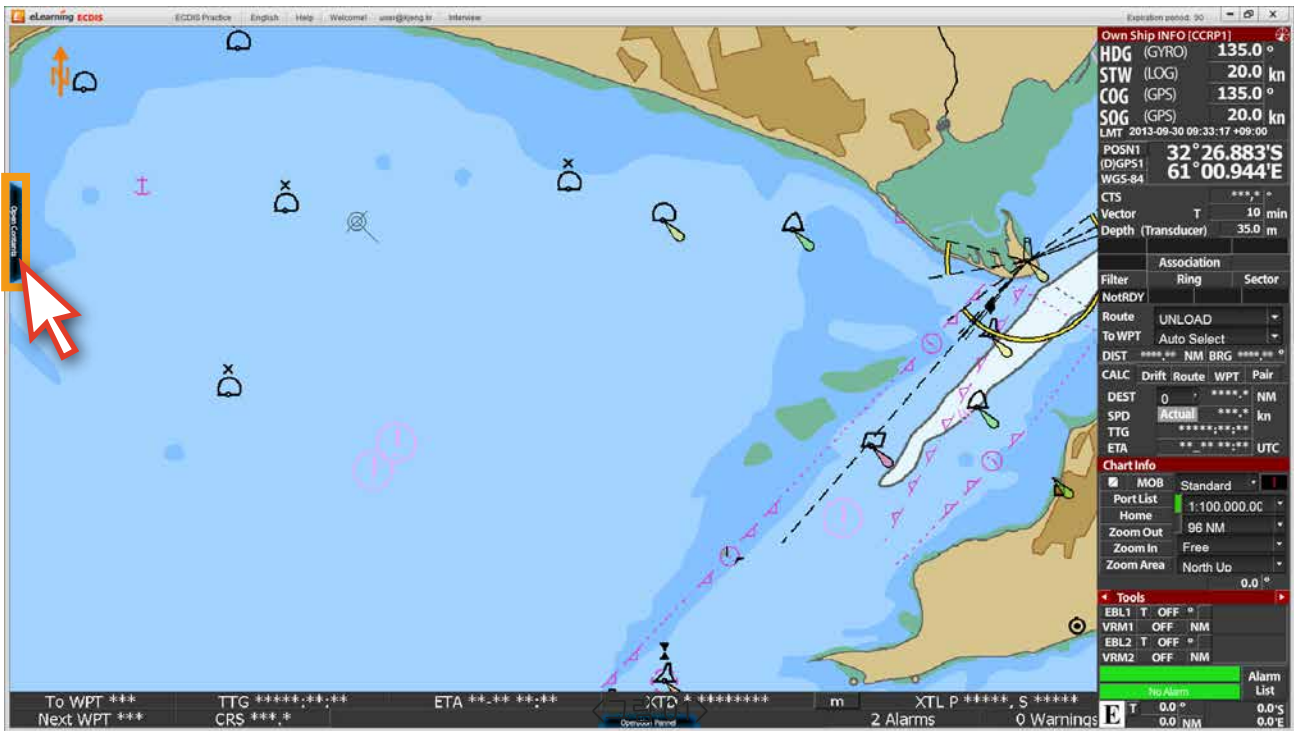 eLearning ECDIS ECDIS Practice English Help Welcome! user@kjeng.kr Interview Expiration period: 90
N
Open Contents
Own Ship INFO [CCRP1]
HDG (GYRO) 135.0 °
STW (LOG) 20.0 kn
COG (GPS) 135.0 °
SOG (GPS) 20.0 kn
LMT 2013-09-30 09:33:17 +09:00
POSN1 32°26.883'S
(D)GPS1
WGS-84 61°00.944'E
CTS ***.* °
Vector T 10 min
Depth (Transducer) 35.0 m
Association
Filter Ring Sector
NotRDY
Route UNLOAD
To WPT Auto Select
DIST ****.** NM BRG ****.** °
CALC Drift Route WPT Pair
DEST 0 ****.* NM
SPD Actual ***.* kn
TTG *****:**:**
ETA **_** **:** UTC
Chart Info
MOB Standard
Port List 1:100.000.00
Home
Zoom Out 96 NM
Zoom In Free
Zoom Area North Up
0.0 °
Tools
EBL1 T OFF °
VRM1 OFF NM
EBL2 T OFF °
VRM2 OFF NM
No Alarm Alarm List
E T 0.0 ° 0.0'S
0.0 NM 0.0'E
To WPT *** TTG *****:**:** ETA **-** **:** XTD * ******** m XTL P *****, S *****
Next WPT *** CRS ***.* Operation Pannel 2 Alarms 0 Warnings